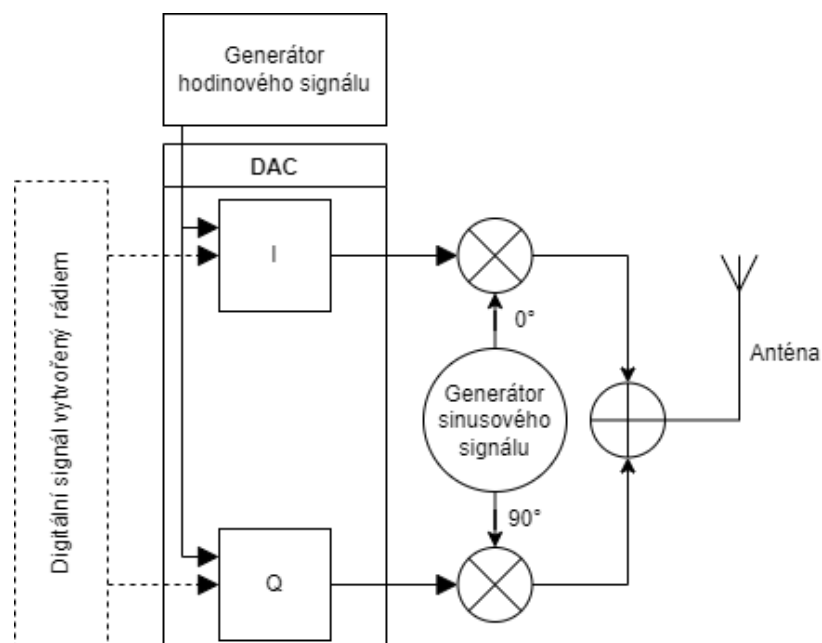 Generátor
hodinového signálu
DAC
Digitální signál vytvořený rádiem
I
0°
Anténa
Generátor
sinusového
signálu
90°
Q